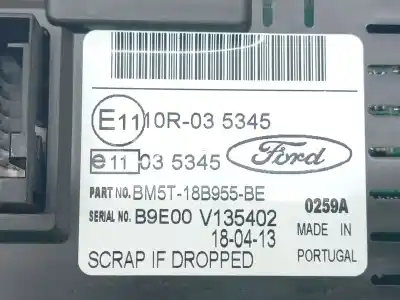 E11 10R-03 5345
e11 03 5345 Ford
PART NO. BM5T-18B955-BE
SERIAL NO. B9E00 V135402 0259A
18-04-13 MADE IN
SCRAP IF DROPPED PORTUGAL